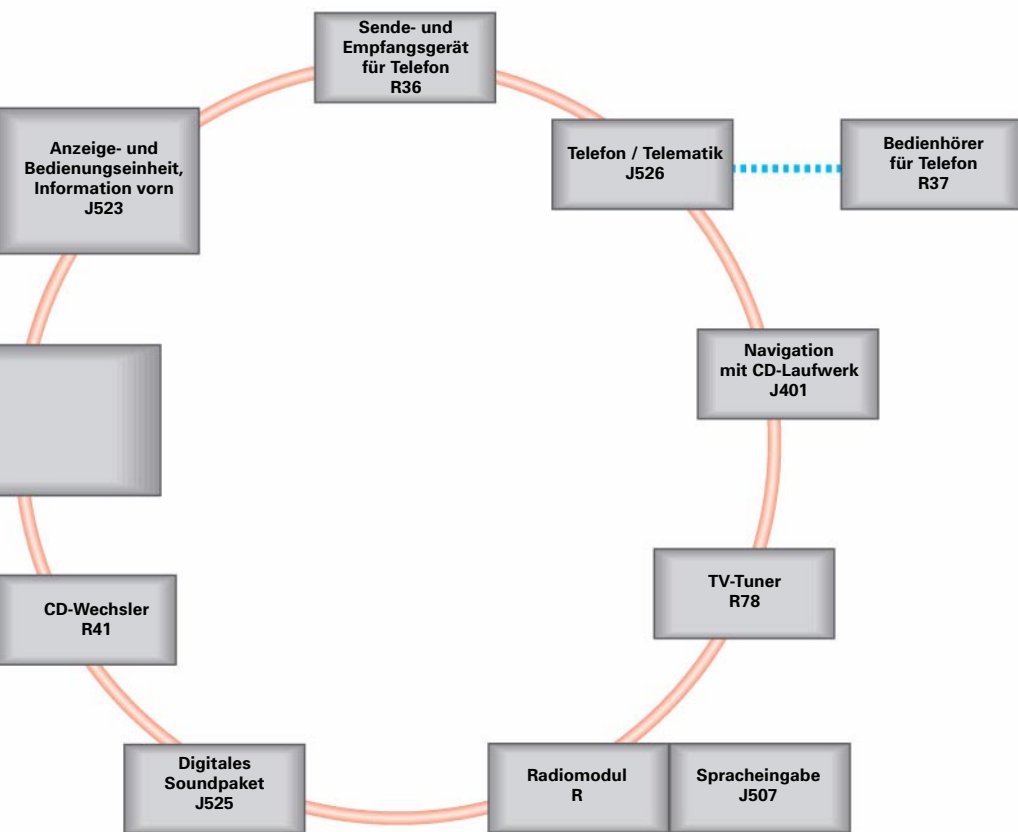 Sende- und
Empfangsgerät
für Telefon
R36
Anzeige- und
Bedienungseinheit,
Information vorn
J523
Telefon / Telematik
J526
Bedienhörer
für Telefon
R37
Navigation
mit CD-Laufwerk
J401
TV-Tuner
R78
CD-Wechsler
R41
Digitales
Soundpaket
J525
Radiomodul
R
Spracheingabe
J507